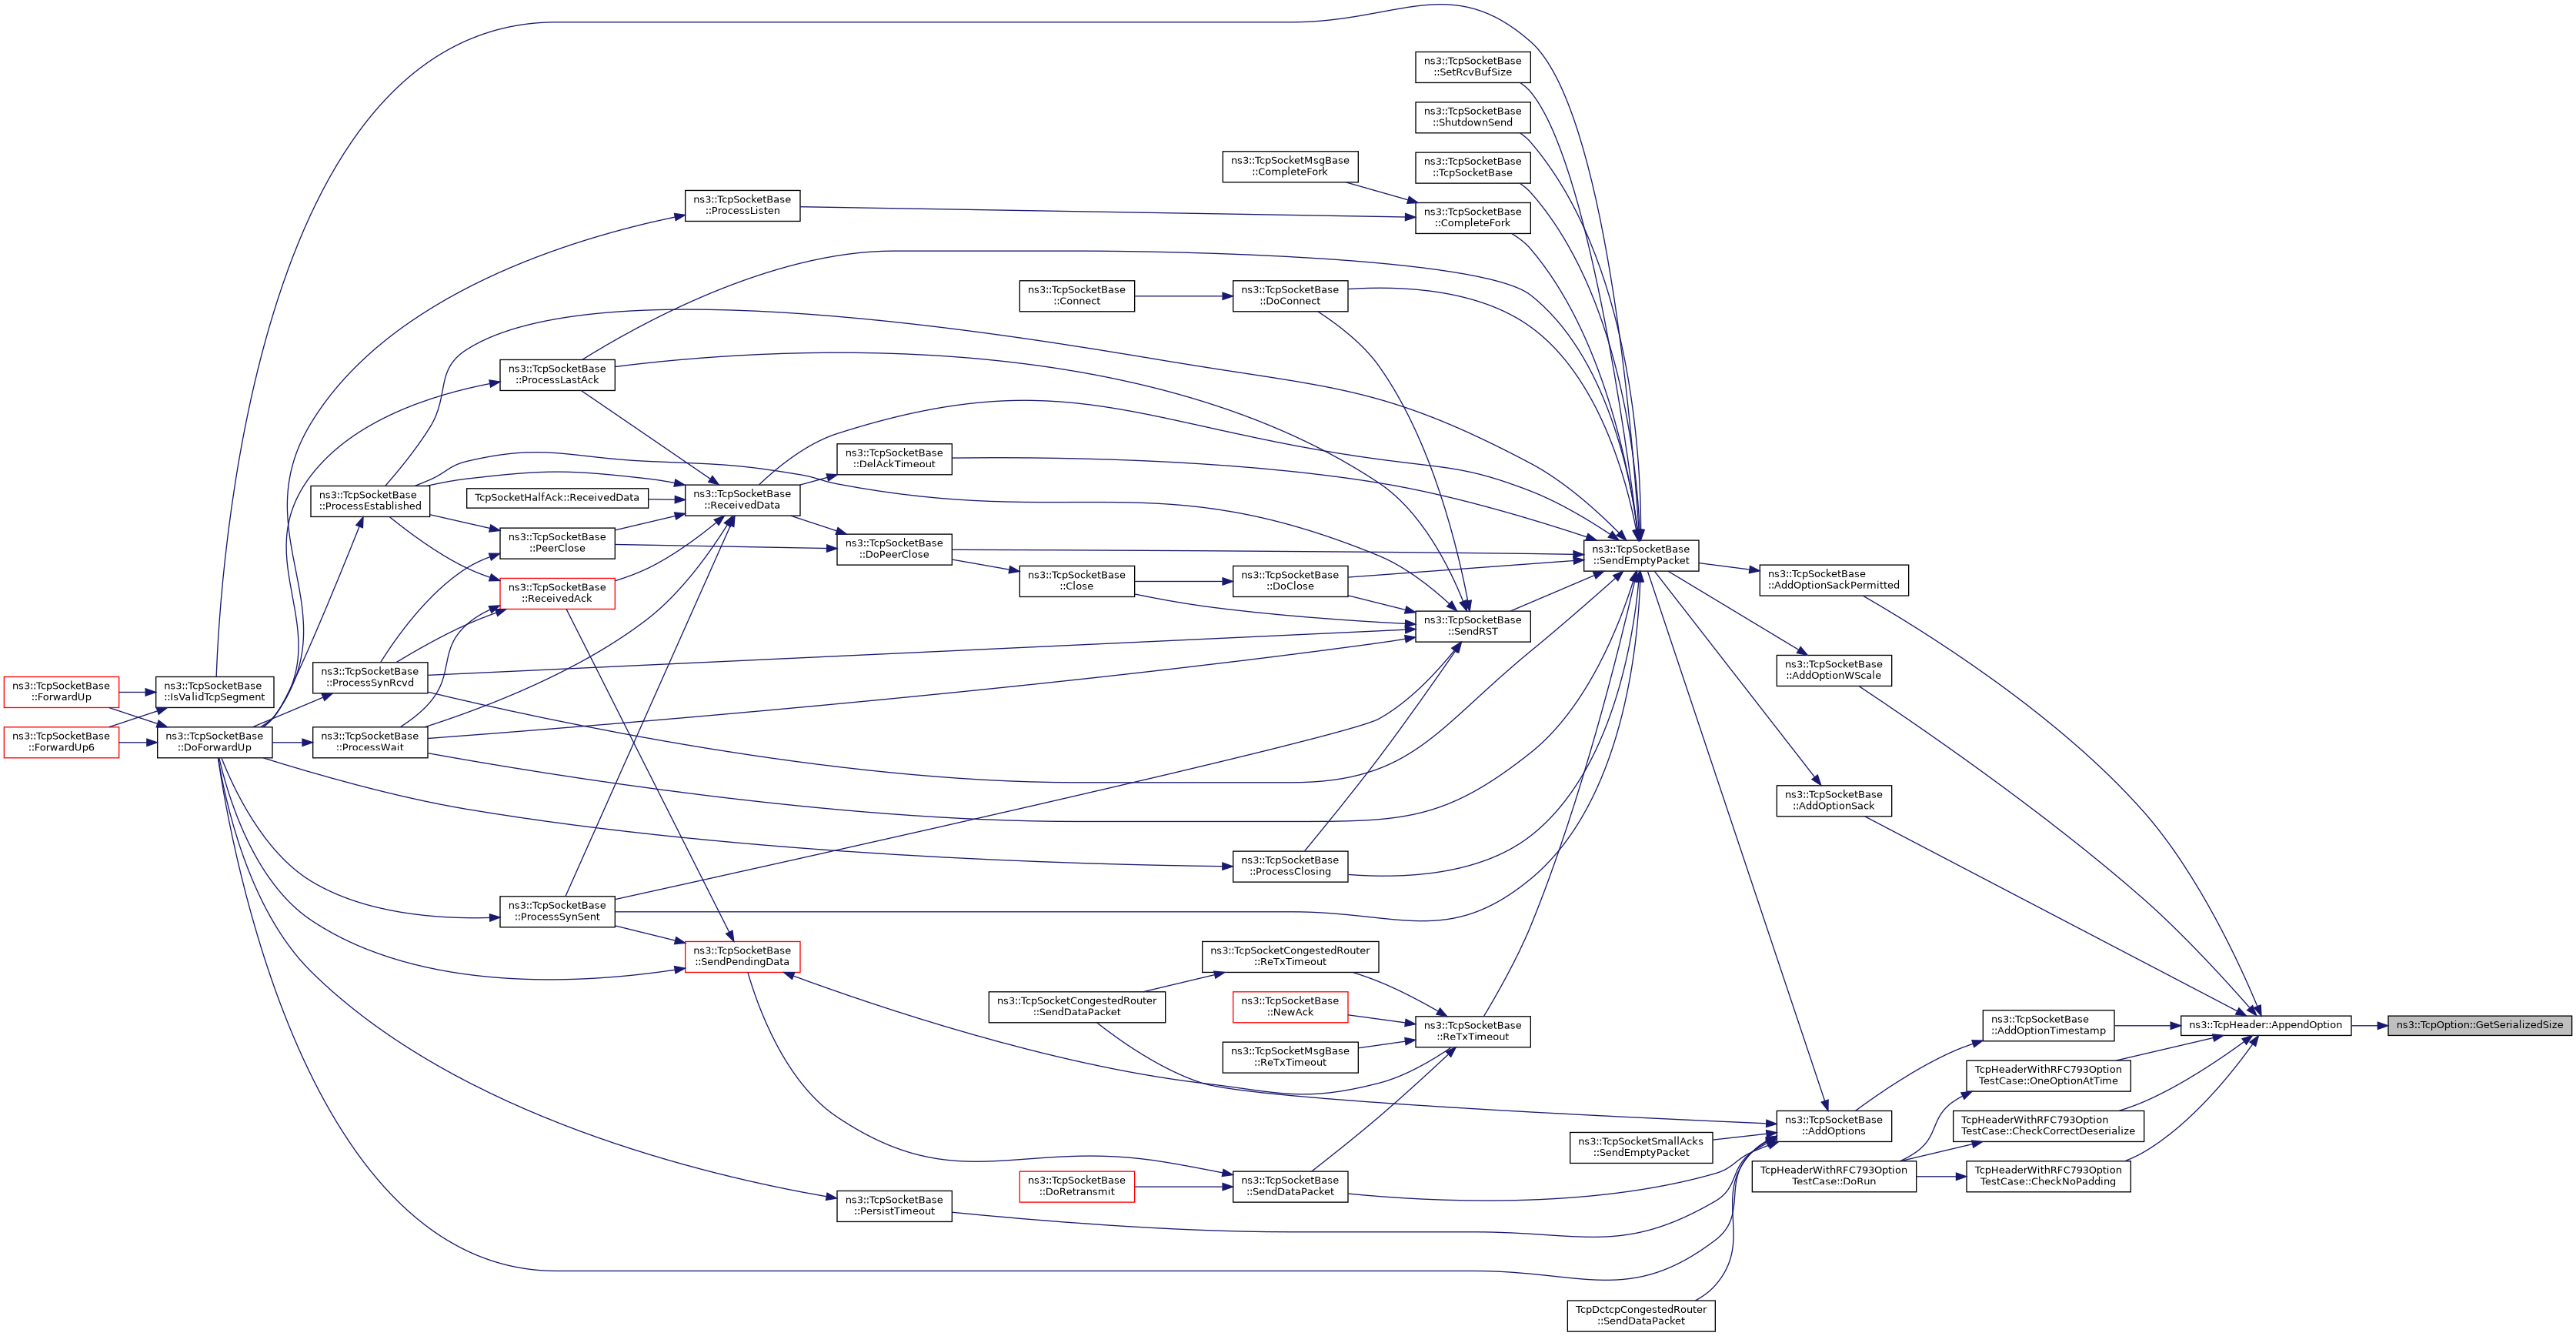 ns3::TcpSocketBase
::SetRcvBufSize
ns3::TcpSocketBase
::ShutdownSend
ns3::TcpSocketMsgBase
::CompleteFork
ns3::TcpSocketBase
::TcpSocketBase
ns3::TcpSocketBase
::ProcessListen
ns3::TcpSocketBase
::CompleteFork
ns3::TcpSocketBase
::Connect
ns3::TcpSocketBase
::DoConnect
ns3::TcpSocketBase
::ProcessLastAck
ns3::TcpSocketBase
::DelAckTimeout
ns3::TcpSocketBase
::ProcessEstablished
TcpSocketHalfAck::ReceivedData
ns3::TcpSocketBase
::ReceivedData
ns3::TcpSocketBase
::PeerClose
ns3::TcpSocketBase
::DoPeerClose
ns3::TcpSocketBase
::SendEmptyPacket
ns3::TcpSocketBase
::ReceivedAck
ns3::TcpSocketBase
::Close
ns3::TcpSocketBase
::DoClose
ns3::TcpSocketBase
::AddOptionSackPermitted
ns3::TcpSocketBase
::SendRST
ns3::TcpSocketBase
::ForwardUp
ns3::TcpSocketBase
::IsValidTcpSegment
ns3::TcpSocketBase
::ProcessSynRcvd
ns3::TcpSocketBase
::AddOptionWScale
ns3::TcpSocketBase
::ForwardUp6
ns3::TcpSocketBase
::DoForwardUp
ns3::TcpSocketBase
::ProcessWait
ns3::TcpSocketBase
::AddOptionSack
ns3::TcpSocketBase
::ProcessClosing
ns3::TcpSocketBase
::ProcessSynSent
ns3::TcpSocketBase
::SendPendingData
ns3::TcpSocketCongestedRouter
::ReTxTimeout
ns3::TcpSocketCongestedRouter
::SendDataPacket
ns3::TcpSocketBase
::NewAck
ns3::TcpSocketBase
::ReTxTimeout
ns3::TcpSocketBase
::AddOptionTimestamp
ns3::TcpHeader::AppendOption
ns3::TcpOption::GetSerializedSize
ns3::TcpSocketMsgBase
::ReTxTimeout
TcpHeaderWithRFC793Option
TestCase::OneOptionAtTime
ns3::TcpSocketBase
::AddOptions
TcpHeaderWithRFC793Option
TestCase::CheckCorrectDeserialize
ns3::TcpSocketSmallAcks
::SendEmptyPacket
ns3::TcpSocketBase
::DoRetransmit
ns3::TcpSocketBase
::SendDataPacket
TcpHeaderWithRFC793Option
TestCase::DoRun
TcpHeaderWithRFC793Option
TestCase::CheckNoPadding
ns3::TcpSocketBase
::PersistTimeout
TcpDctcpCongestedRouter
::SendDataPacket